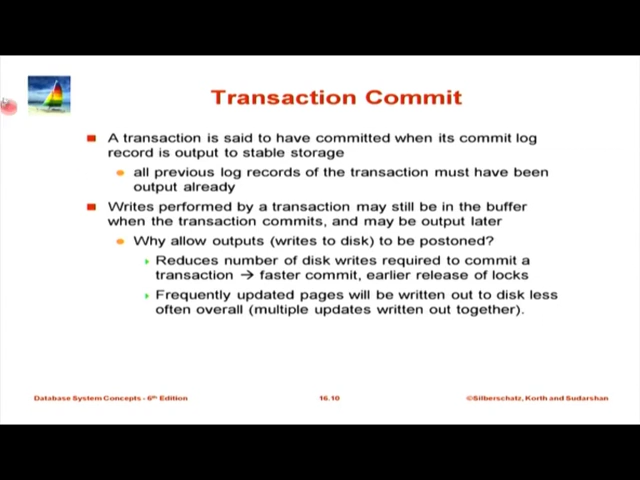 Transaction Commit
A transaction is said to have committed when its commit log
record is output to stable storage
all previous log records of the transaction must have been
output already
Writes performed by a transaction may still be in the buffer
when the transaction commits, and may be output later
Why allow outputs (writes to disk) to be postoned?
Reduces number of disk writes required to commit a
transaction → faster commit, earlier release of locks
Frequently updated pages will be written out to disk less
often overall (multiple updates written out together).
Database System Concepts - 6th Edition
16.10
©Silberschatz, Korth and Sudarshan